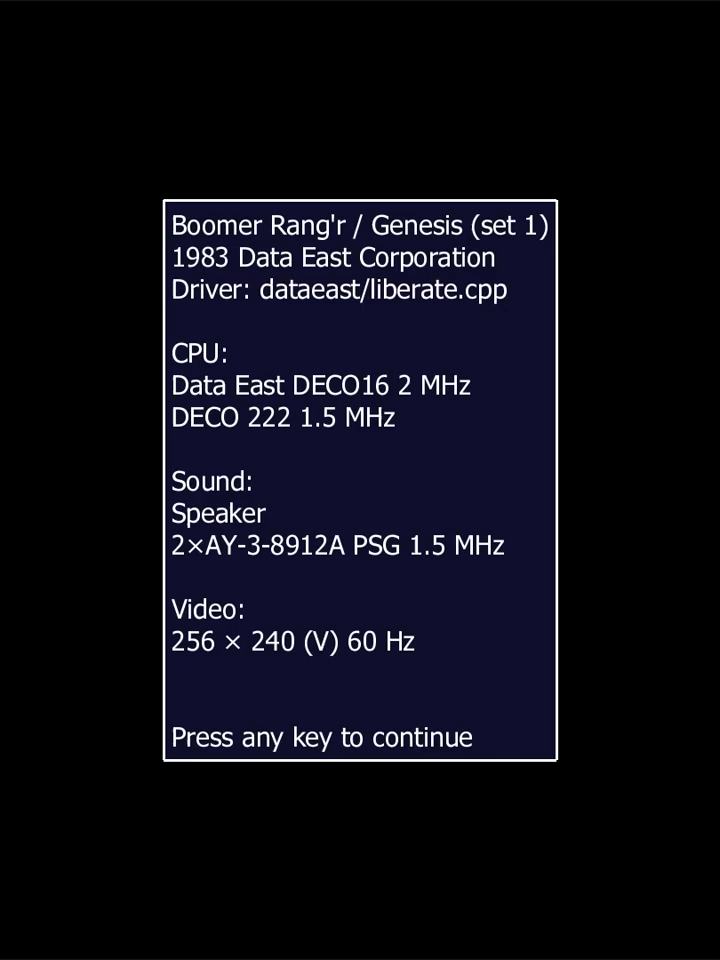 Boomer Rang'r / Genesis (set 1)
1983 Data East Corporation
Driver: dataeast/liberate.cpp
CPU:
Data East DECO16 2 MHz
DECO 222 1.5 MHz
Sound:
Speaker
2×AY-3-8912A PSG 1.5 MHz
Video:
256 × 240 (V) 60 Hz
Press any key to continue